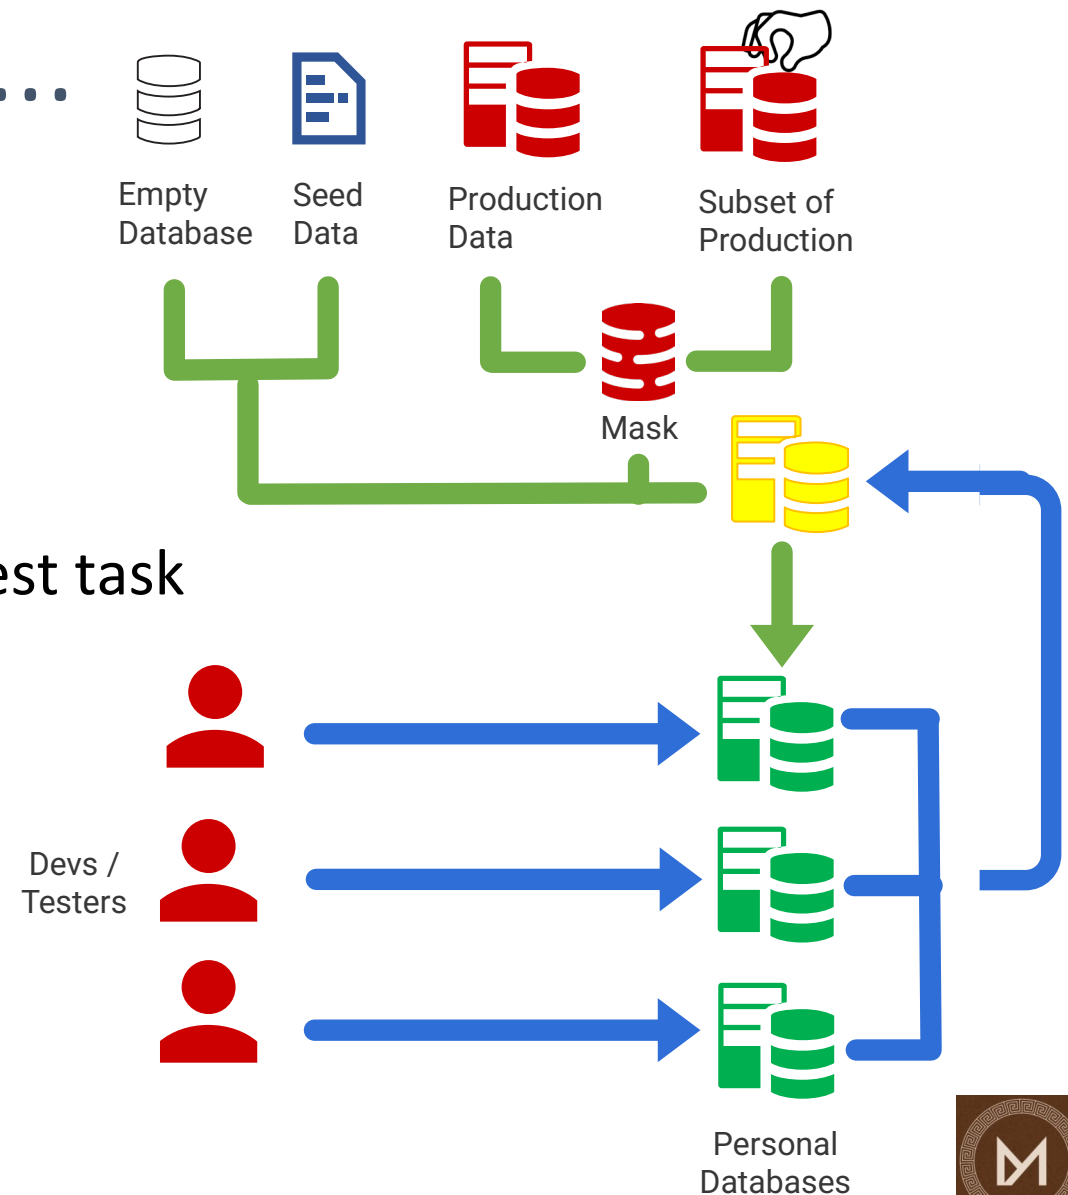 ...
Empty
Database
Seed
Data
Production
Data
Subset of
Production
Mask
est task
Devs /
Testers
Personal
Databases